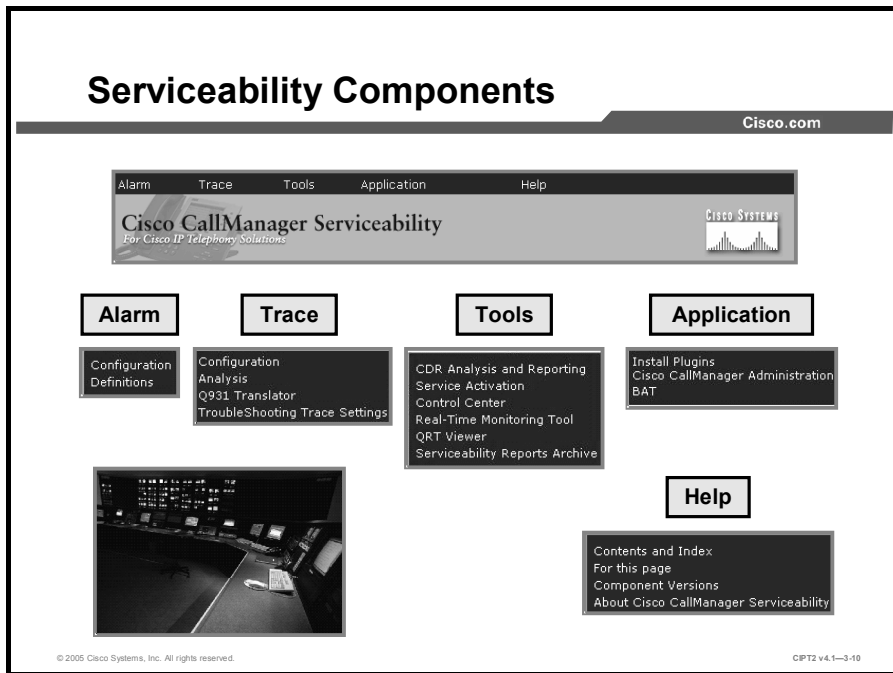 Serviceability Components
Cisco.com
Alarm Trace Tools Application Help
Cisco CallManager Serviceability
For Cisco IP Telephony Solutions
CISCO SYSTEMS
Alarm
Configuration
Definitions
Trace
Configuration
Analysis
Q931 Translator
TroubleShooting Trace Settings
Tools
CDR Analysis and Reporting
Service Activation
Control Center
Real-Time Monitoring Tool
QRT Viewer
Serviceability Reports Archive
Application
Install Plugins
Cisco CallManager Administration
BAT
Help
Contents and Index
For this page
Component Versions
About Cisco CallManager Serviceability
© 2005 Cisco Systems, Inc. All rights reserved.
CIPT2 v4.1—3-10